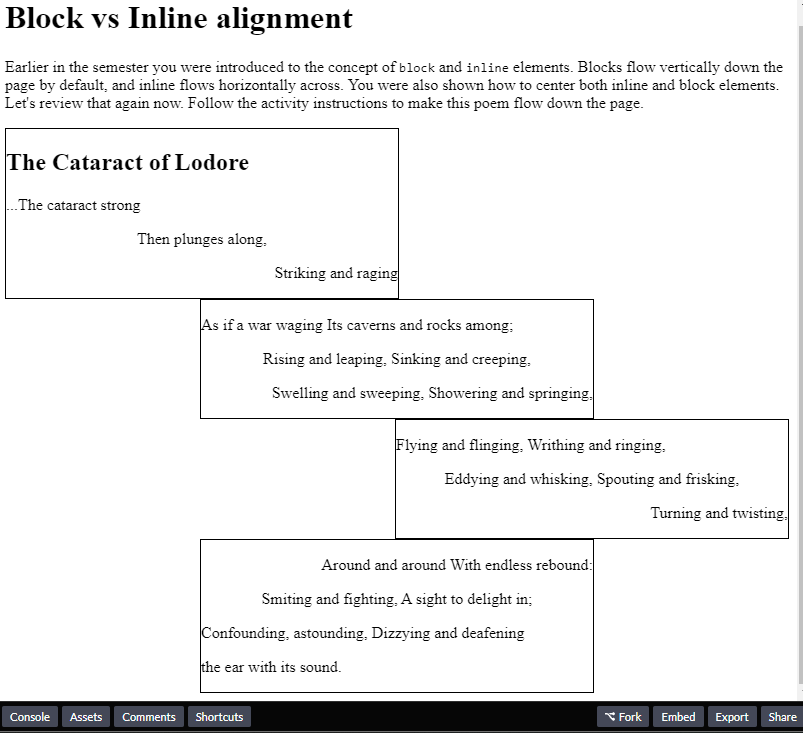 Block vs Inline alignment
Earlier in the semester you were introduced to the concept of block and inline elements. Blocks flow vertically down the
page by default, and inline flows horizontally across. You were also shown how to center both inline and block elements.
Let's review that again now. Follow the activity instructions to make this poem flow down the page.
The Cataract of Lodore
...The cataract strong
Then plunges along,
Striking and raging
As if a war waging Its caverns and rocks among;
Rising and leaping, Sinking and creeping,
Swelling and sweeping, Showering and springing,
Flying and flinging, Writhing and ringing,
Eddying and whisking, Spouting and frisking,
Turning and twisting,
Around and around With endless rebound:
Smiting and fighting, A sight to delight in;
Confounding, astounding, Dizzying and deafening
the ear with its sound.
Console Assets Comments Shortcuts Fork Embed Export Share